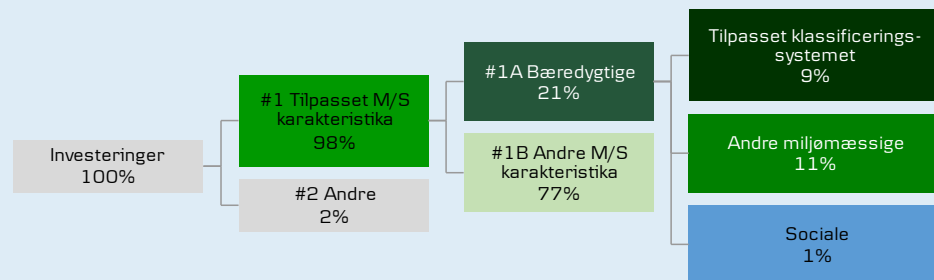 Investeringer
100%
#1 Tilpasset M/S
karakteristika
98%
#2 Andre
2%
#1A Bæredygtige
21%
#1B Andre M/S
karakteristika
77%
Tilpasset klassificerings-
systemet
9%
Andre miljømæssige
11%
Sociale
1%